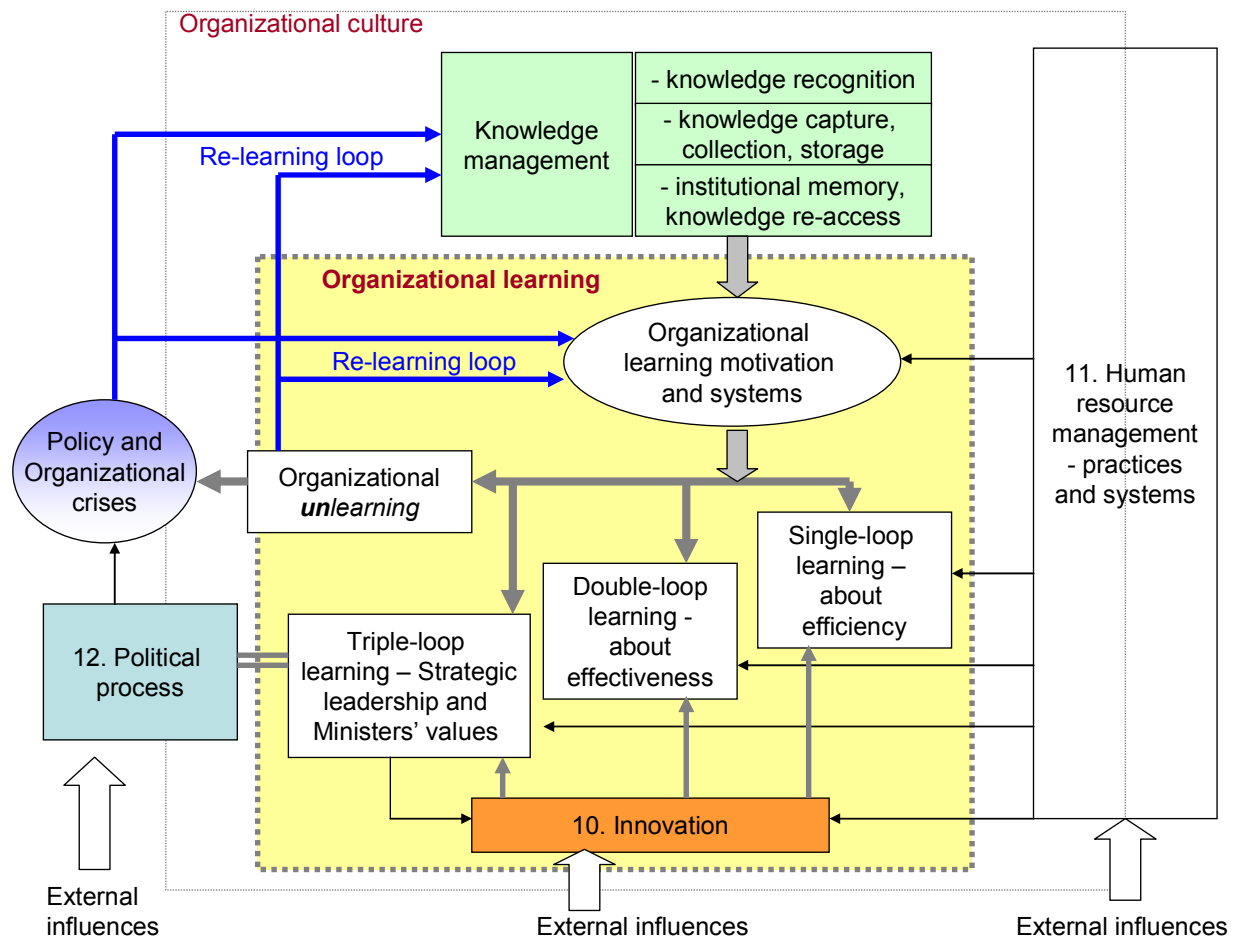 Organizational culture
Knowledge
management
- knowledge recognition
- knowledge capture,
collection, storage
- institutional memory,
knowledge re-access
Re-learning loop
Organizational learning
Organizational
learning motivation
and systems
Re-learning loop
11. Human
resource
management
- practices
and systems
Policy and
Organizational
crises
Organizational
unlearning
Single-loop
learning –
about
efficiency
Double-loop
learning -
about
effectiveness
Triple-loop
learning – Strategic
leadership and
Ministers’ values
12. Political
process
10. Innovation
External
influences
External influences
External influences